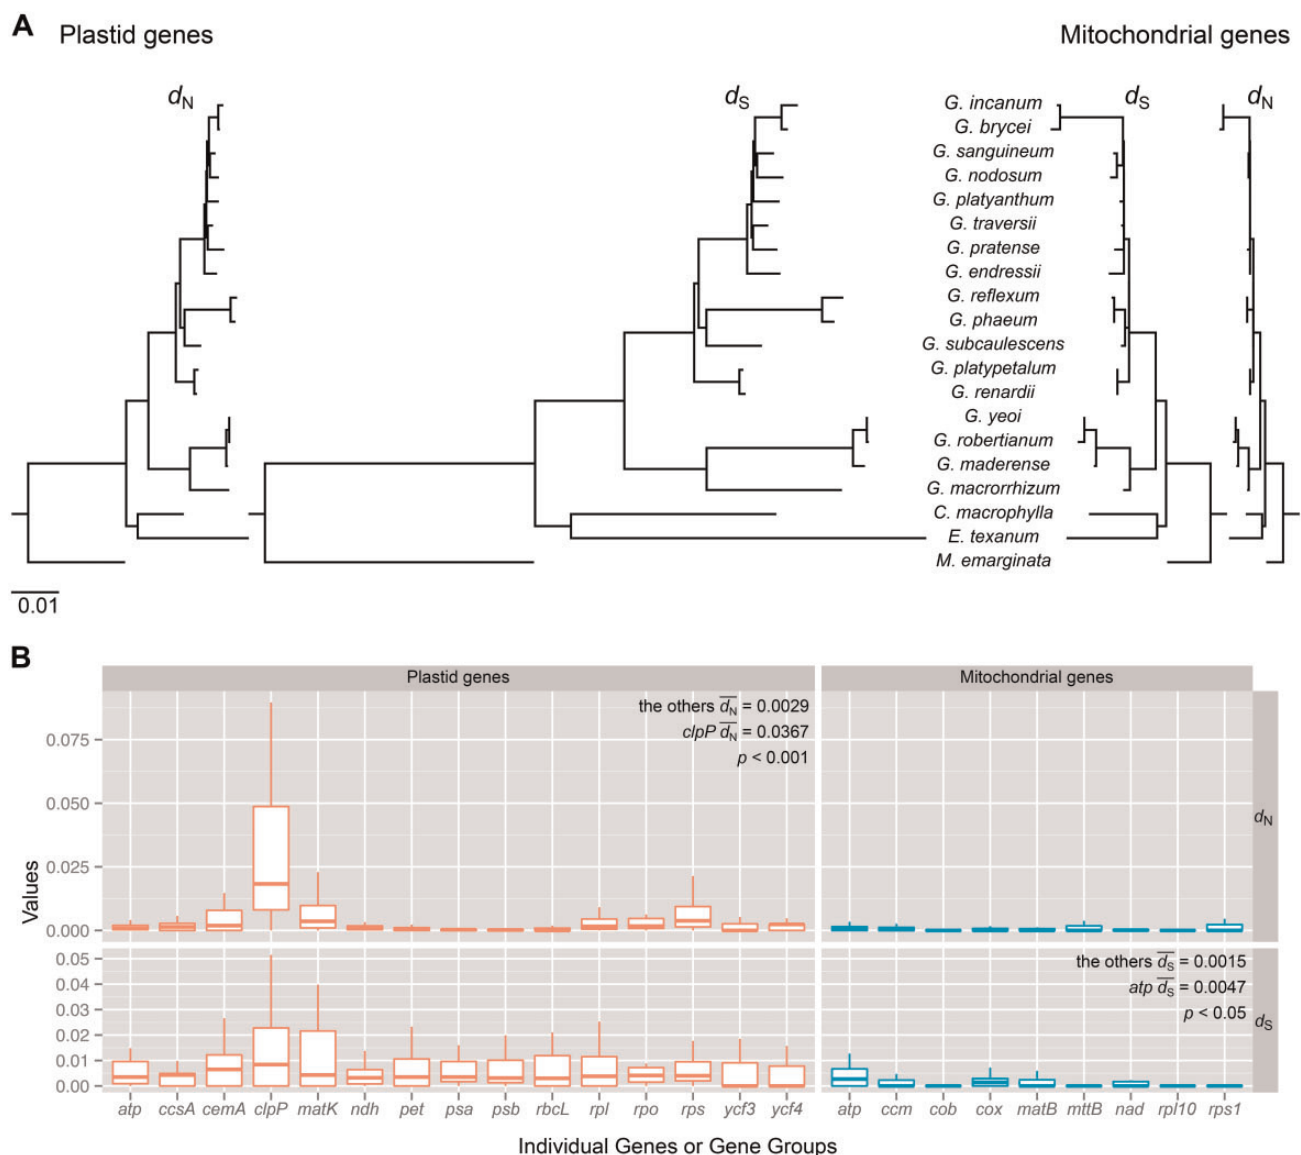 A Plastid genes Mitochondrial genes
dN dS dS dN
G. incanum
G. brycei
G. sanguineum
G. nodosum
G. platyanthum
G. traversii
G. pratense
G. endressii
G. reflexum
G. phaeum
G. subcaulescens
G. platypetalum
G. renardii
G. yeoi
G. robertianum
G. maderense
G. macrorrhizum
C. macrophylla
E. texanum
M. emarginata
0.01
B
Plastid genes Mitochondrial genes
the others dN = 0.0029
clpP dN = 0.0367
p < 0.001
0.075
0.050
0.025
0.000
dN
Values
the others dS = 0.0015
atp dS = 0.0047
p < 0.05
0.05
0.04
0.03
0.02
0.01
0.00
dS
atp ccsA cemA clpP matK ndh pet psa psb rbcL rpl rpo rps ycf3 ycf4 atp ccm cob cox matB mttB nad rpl10 rps1
Individual Genes or Gene Groups